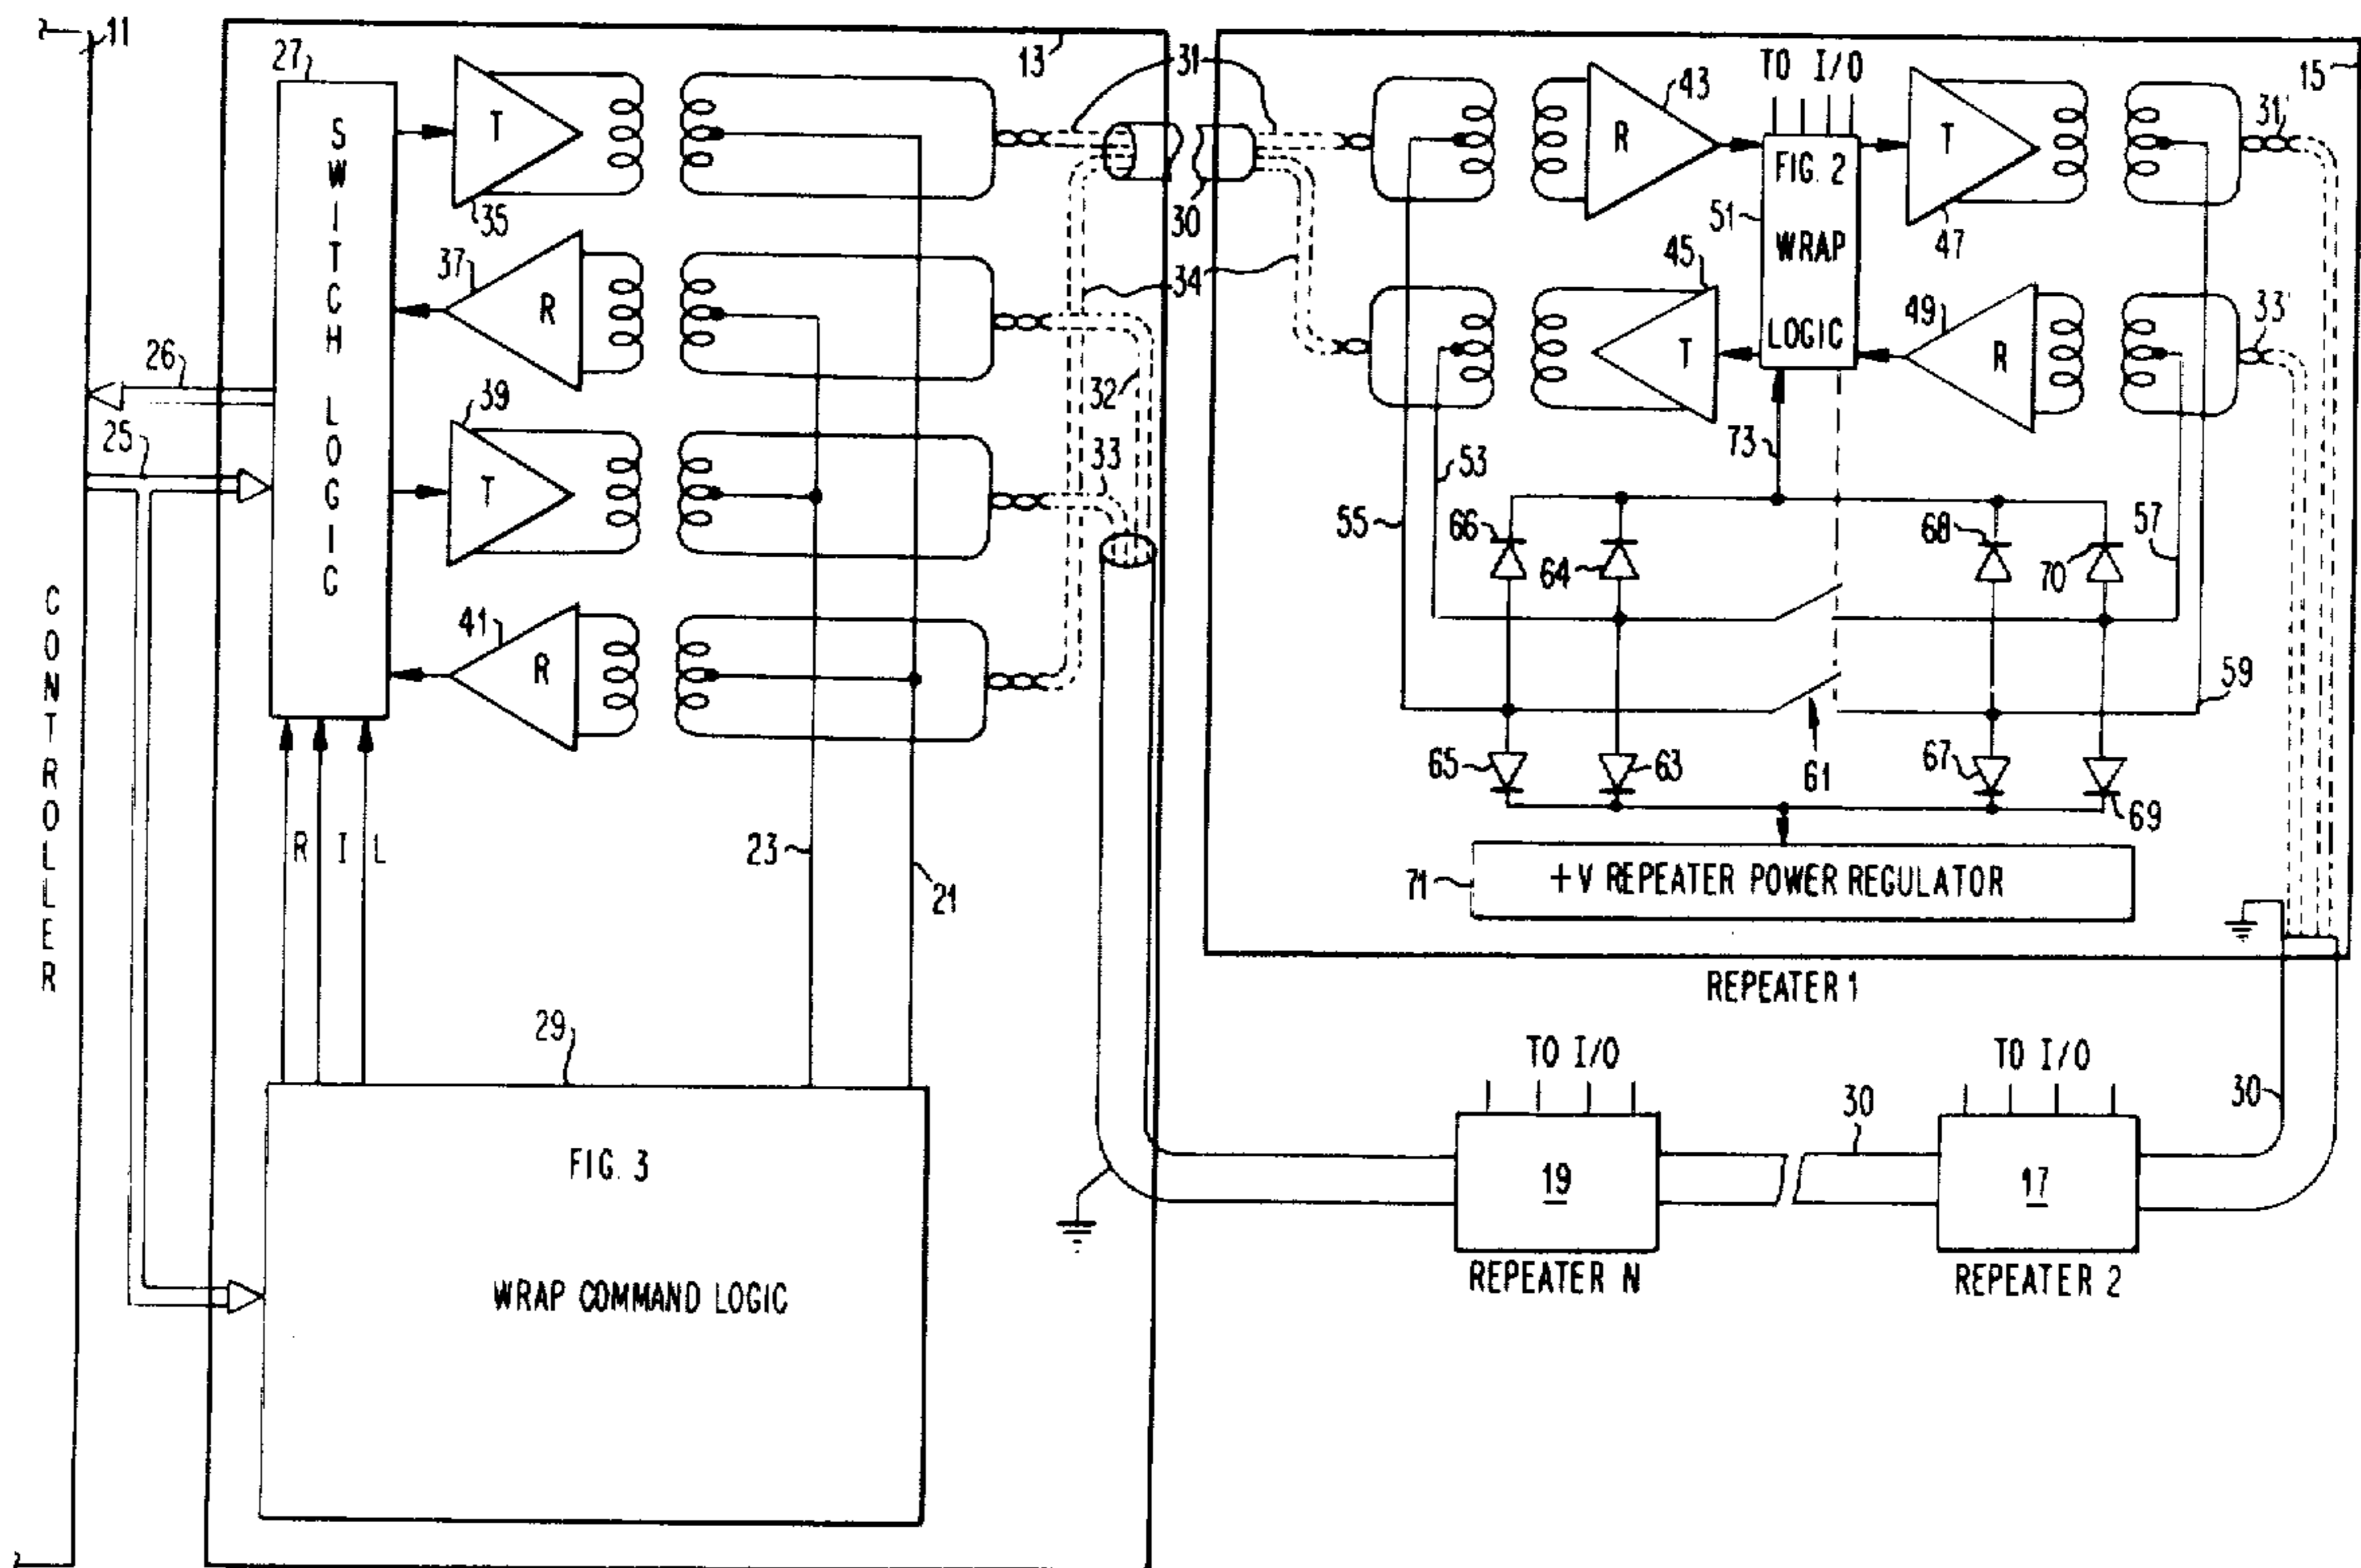 11
CONTROLLER
13
27
SWITCH LOGIC
26
25
T
35
37
R
39
T
41
R
R I L
23
21
29
FIG. 3
WRAP COMMAND LOGIC
31
30
34
32
33
15
TO I/O
43
R
FIG. 2
51
WRAP
LOGIC
T
47
31'
45
T
49
R
33'
73
53
55
57
59
66
64
68
70
65
63
61
67
69
71
+V REPEATER POWER REGULATOR
REPEATER 1
TO I/O
TO I/O
30
30
19
17
REPEATER N
REPEATER 2